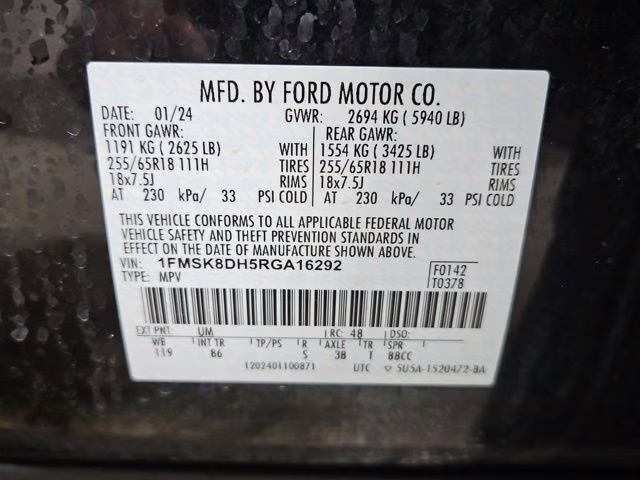 MFD. BY FORD MOTOR CO.
DATE: 01/24 GVWR: 2694 KG ( 5940 LB)
FRONT GAWR: REAR GAWR:
1191 KG ( 2625 LB) WITH 1554 KG ( 3425 LB) WITH
255/65R18 111H TIRES 255/65R18 111H TIRES
18x7.5J RIMS 18x7.5J RIMS
AT 230 kPa/ 33 PSI COLD AT 230 kPa/ 33 PSI COLD
THIS VEHICLE CONFORMS TO ALL APPLICABLE FEDERAL MOTOR
VEHICLE SAFETY AND THEFT PREVENTION STANDARDS IN
EFFECT ON THE DATE OF MANUFACTURE SHOWN ABOVE.
VIN: 1FMSK8DH5RGA16292 F0142
TYPE: MPV T0378
EXT PNT: UM RC: 48 DSO:
WB INT TR TP/PS R AXLE TR SPR
119 B6 S 3B T BBCC
1202401100871 UTC 5U5A-1520472-BA